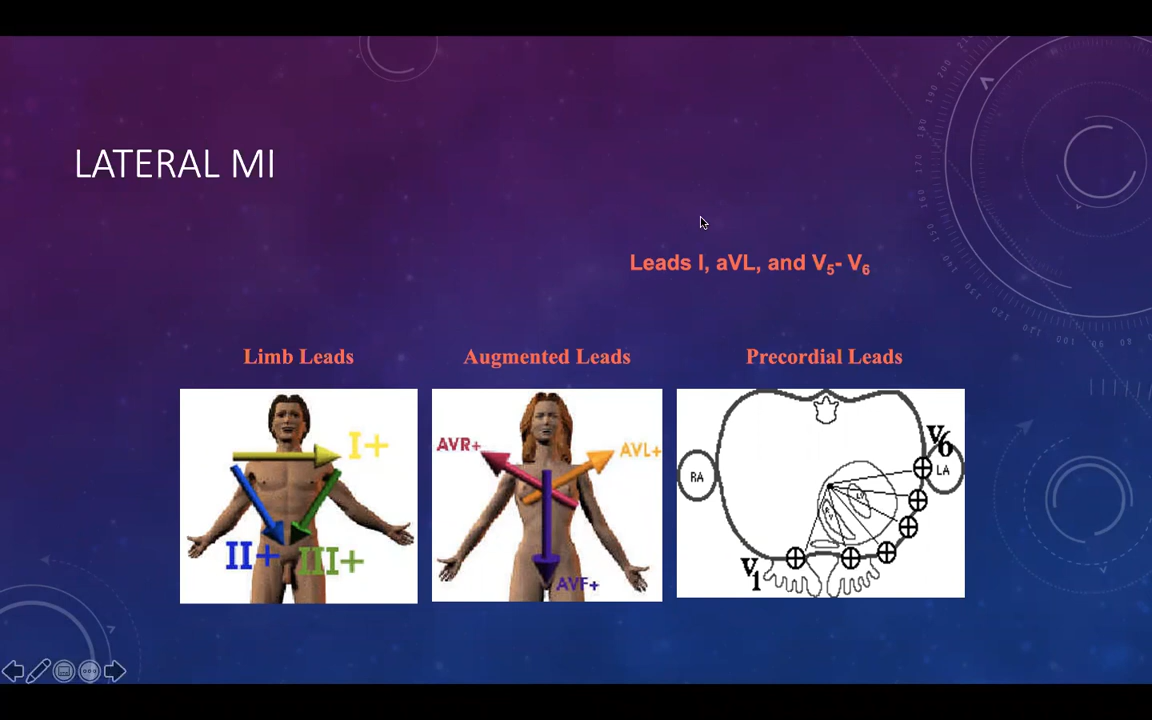 LATERAL MI
Leads I, aVL, and V5- V6
Limb Leads
Augmented Leads
Precordial Leads
I+
II+
III+
AVR+
AVL+
AVF+
RA
LA
V6
V1